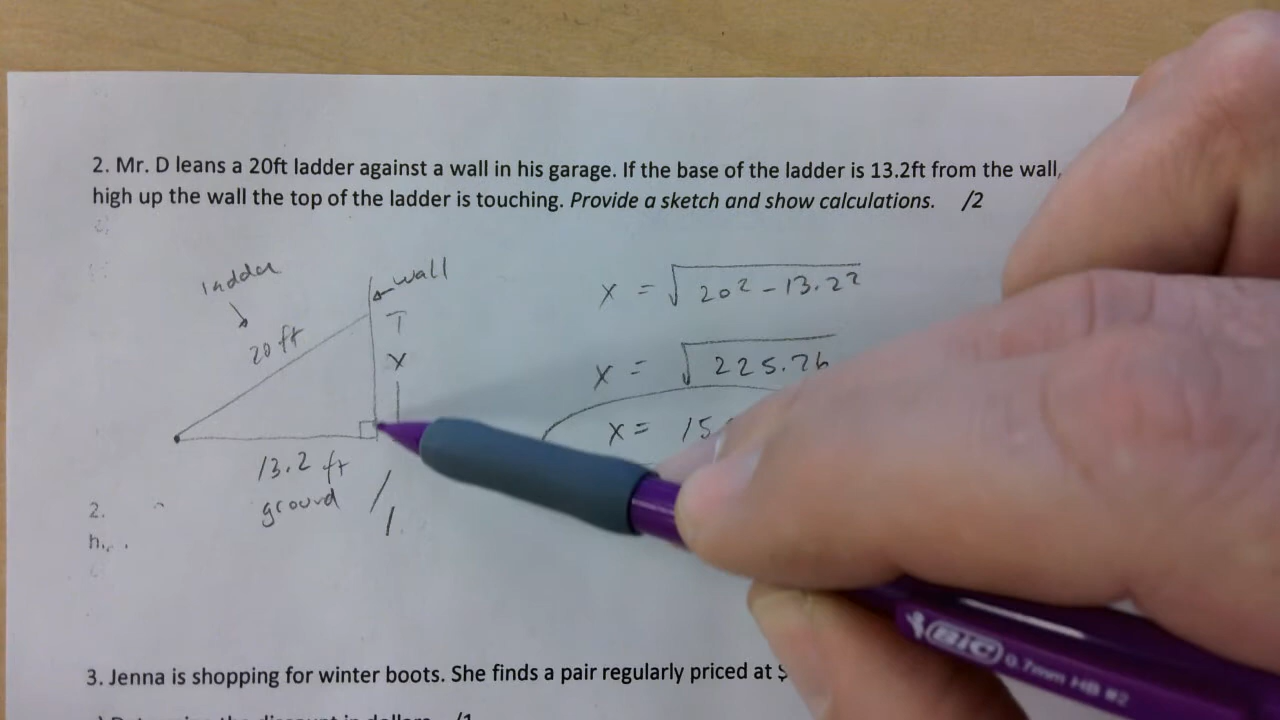 2. Mr. D leans a 20ft ladder against a wall in his garage. If the base of the ladder is 13.2ft from the wall,
high up the wall the top of the ladder is touching. Provide a sketch and show calculations. /2
ladder
wall
20 ft
x
13.2 ft
ground
/1
x = √20² - 13.2²
x = √225.76
x = 15
2.
h
3. Jenna is shopping for winter boots. She finds a pair regularly priced at $
BIC 0.7mm HB #2